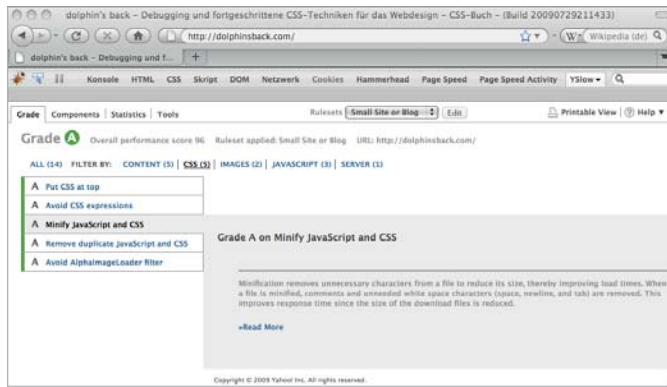 dolphin's back – Debugging und fortgeschrittene CSS-Techniken für das Webdesign – CSS-Buch – (Build 20090729211433)
http://dolphinsback.com/
Wikipedia (de)
dolphin's back – Debugging und f...
Konsole HTML CSS Skript DOM Netzwerk Cookies Hammerhead Page Speed Page Speed Activity YSlow
Grade Components Statistics Tools Rulesets Small Site or Blog Edit Printable View Help
Grade A Overall performance score 96 Ruleset applied: Small Site or Blog URL: http://dolphinsback.com/
ALL (14) FILTER BY: CONTENT (5) | CSS (5) | IMAGES (2) | JAVASCRIPT (3) | SERVER (1)
A Put CSS at top
A Avoid CSS expressions
A Minify JavaScript and CSS
A Remove duplicate JavaScript and CSS
A Avoid AlphaImageLoader filter
Grade A on Minify JavaScript and CSS
Minification removes unnecessary characters from a file to reduce its size, thereby improving load times. When
a file is minified, comments and unneeded white space characters (space, newline, and tab) are removed. This
improves response time since the size of the download files is reduced.
»Read More
Copyright © 2009 Yahoo! Inc. All rights reserved.